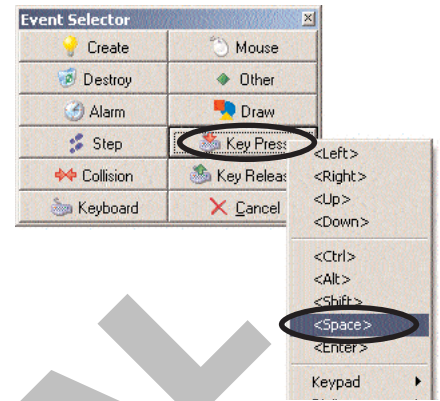 Event Selector
Create
Mouse
Destroy
Other
Alarm
Draw
Step
Key Press
Collision
Key Releas
Keyboard
Cancel
<Left>
<Right>
<Up>
<Down>
<Ctrl>
<Alt>
<Shift>
<Space>
<Enter>
Keypad